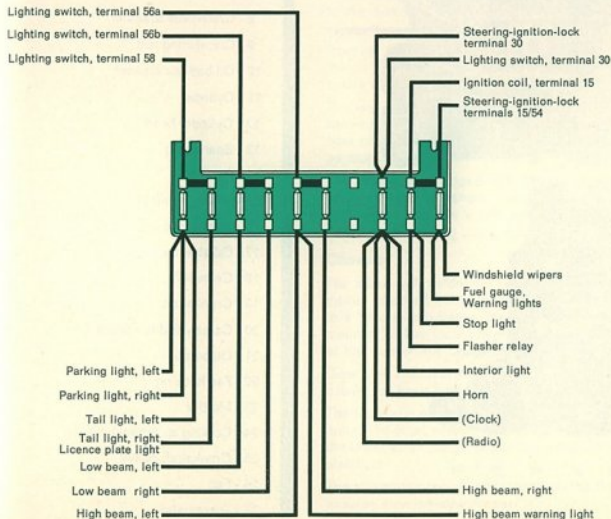 Lighting switch, terminal 56a
Lighting switch, terminal 56b
Lighting switch, terminal 58
Steering-ignition-lock
terminal 30
Lighting switch, terminal 30
Ignition coil, terminal 15
Steering-ignition-lock
terminals 15/54
Parking light, left
Parking light, right
Tail light, left
Tail light, right
Licence plate light
Low beam, left
Low beam right
High beam, left
Windshield wipers
Fuel gauge,
Warning lights
Stop light
Flasher relay
Interior light
Horn
(Clock)
(Radio)
High beam, right
High beam warning light